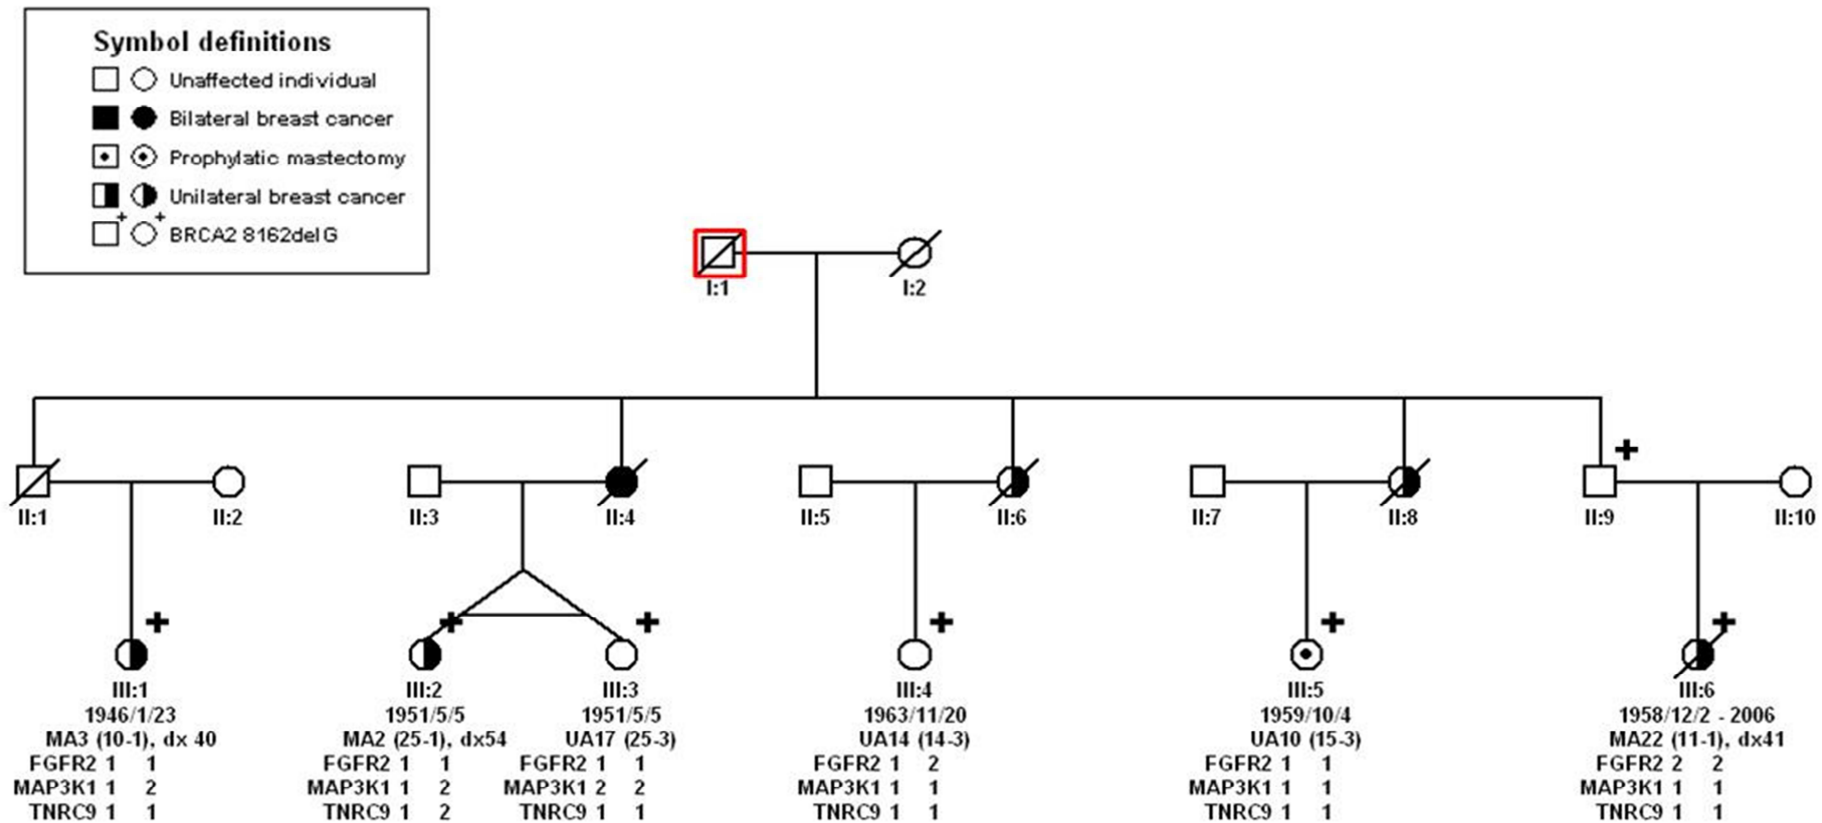 Symbol definitions
Unaffected individual
Bilateral breast cancer
Prophylatic mastectomy
Unilateral breast cancer
+ +
BRCA2 8162delG
I:1 I:2
+
II:1 II:2 II:3 II:4 II:5 II:6 II:7 II:8 II:9 II:10
+ + + + + +
III:1 III:2 III:3 III:4 III:5 III:6
1946/1/23 1951/5/5 1951/5/5 1963/11/20 1959/10/4 1958/12/2 - 2006
MA3 (10-1), dx 40 MA2 (25-1), dx54 UA17 (25-3) UA14 (14-3) UA10 (15-3) MA22 (11-1), dx41
FGFR2 1 1 FGFR2 1 1 FGFR2 1 1 FGFR2 1 2 FGFR2 1 1 FGFR2 2 2
MAP3K1 1 2 MAP3K1 1 2 MAP3K1 2 2 MAP3K1 1 1 MAP3K1 1 1 MAP3K1 1 1
TNRC9 1 1 TNRC9 1 2 TNRC9 1 1 TNRC9 1 1 TNRC9 1 1 TNRC9 1 1